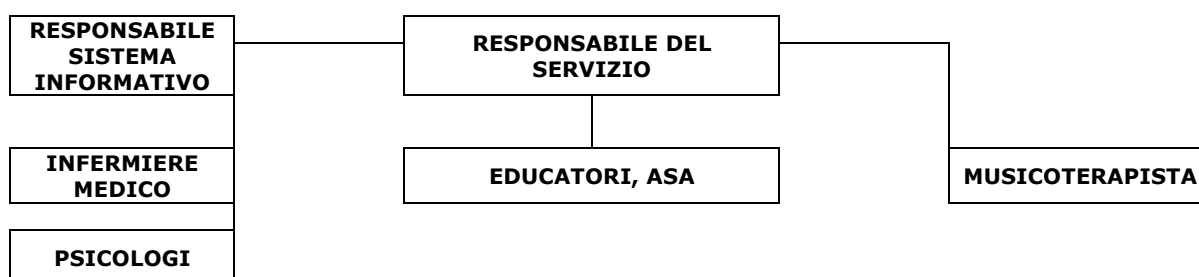 RESPONSABILE
SISTEMA
INFORMATIVO
RESPONSABILE DEL
SERVIZIO
INFERMIERE
MEDICO
EDUCATORI, ASA
MUSICOTERAPISTA
PSICOLOGI